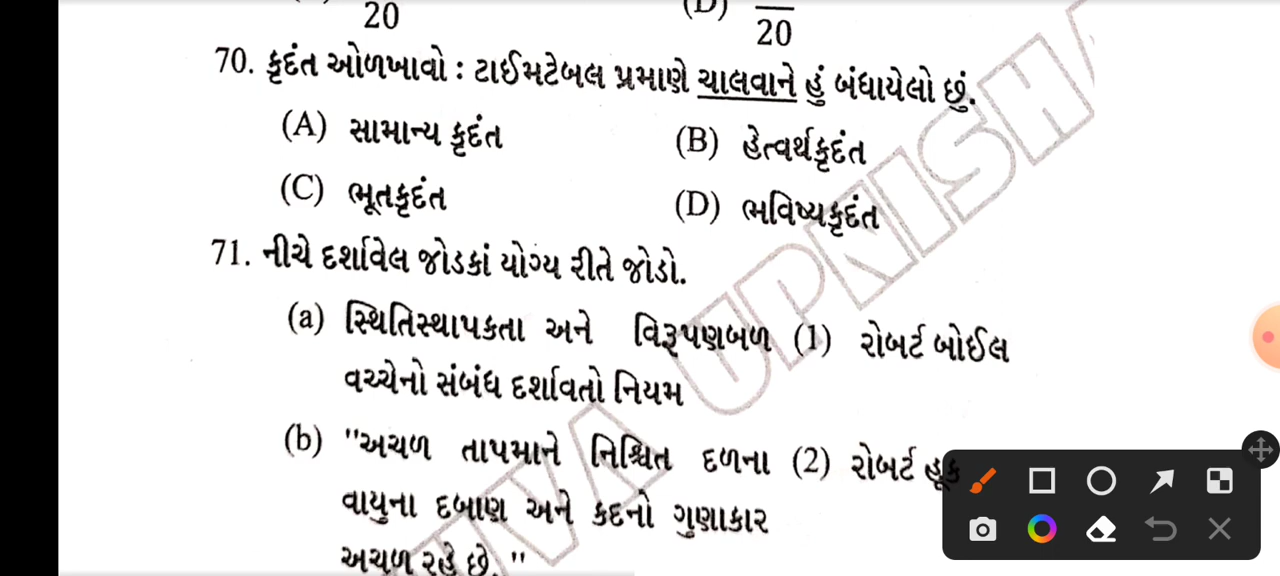 20
(D)
20
70. કૃદંત ઓળખાવો : ટાઈમટેબલ પ્રમાણે ચાલવાને હું બંધાયેલો છું.
(A) સામાન્ય કૃદંત (B) હેત્વર્થકૃદંત
(C) ભૂતકૃદંત (D) ભવિષ્યકૃદંત
71. નીચે દર્શાવેલ જોડકાં યોગ્ય રીતે જોડો.
(a) સ્થિતિસ્થાપકતા અને વિરૂપણબળ (1) રોબર્ટ બોઈલ
વચ્ચેનો સંબંધ દર્શાવતો નિયમ
(b) "અચળ તાપમાને નિશ્ચિત દળના (2) રોબર્ટ હૂક
વાયુના દબાણ અને કદનો ગુણાકાર
અચળ રહે છે. "